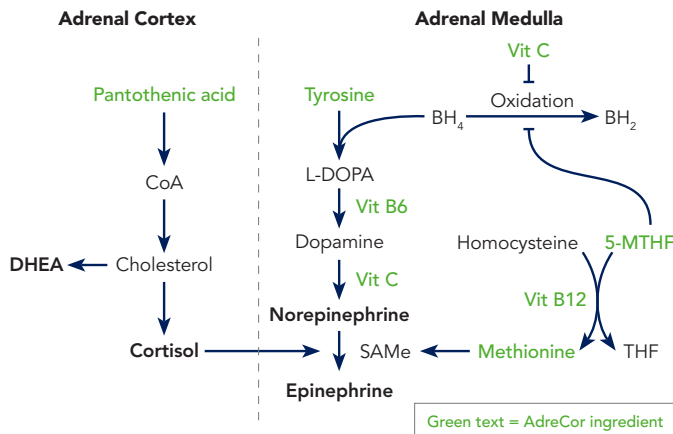 Adrenal Cortex
Adrenal Medulla
Vit C
Pantothenic acid
Tyrosine
Oxidation
BH4
BH2
L-DOPA
CoA
Vit B6
Dopamine
Homocysteine
5-MTHF
DHEA
Cholesterol
Vit C
Vit B12
Norepinephrine
Cortisol
SAMe
Methionine
THF
Epinephrine
Green text = AdreCor ingredient